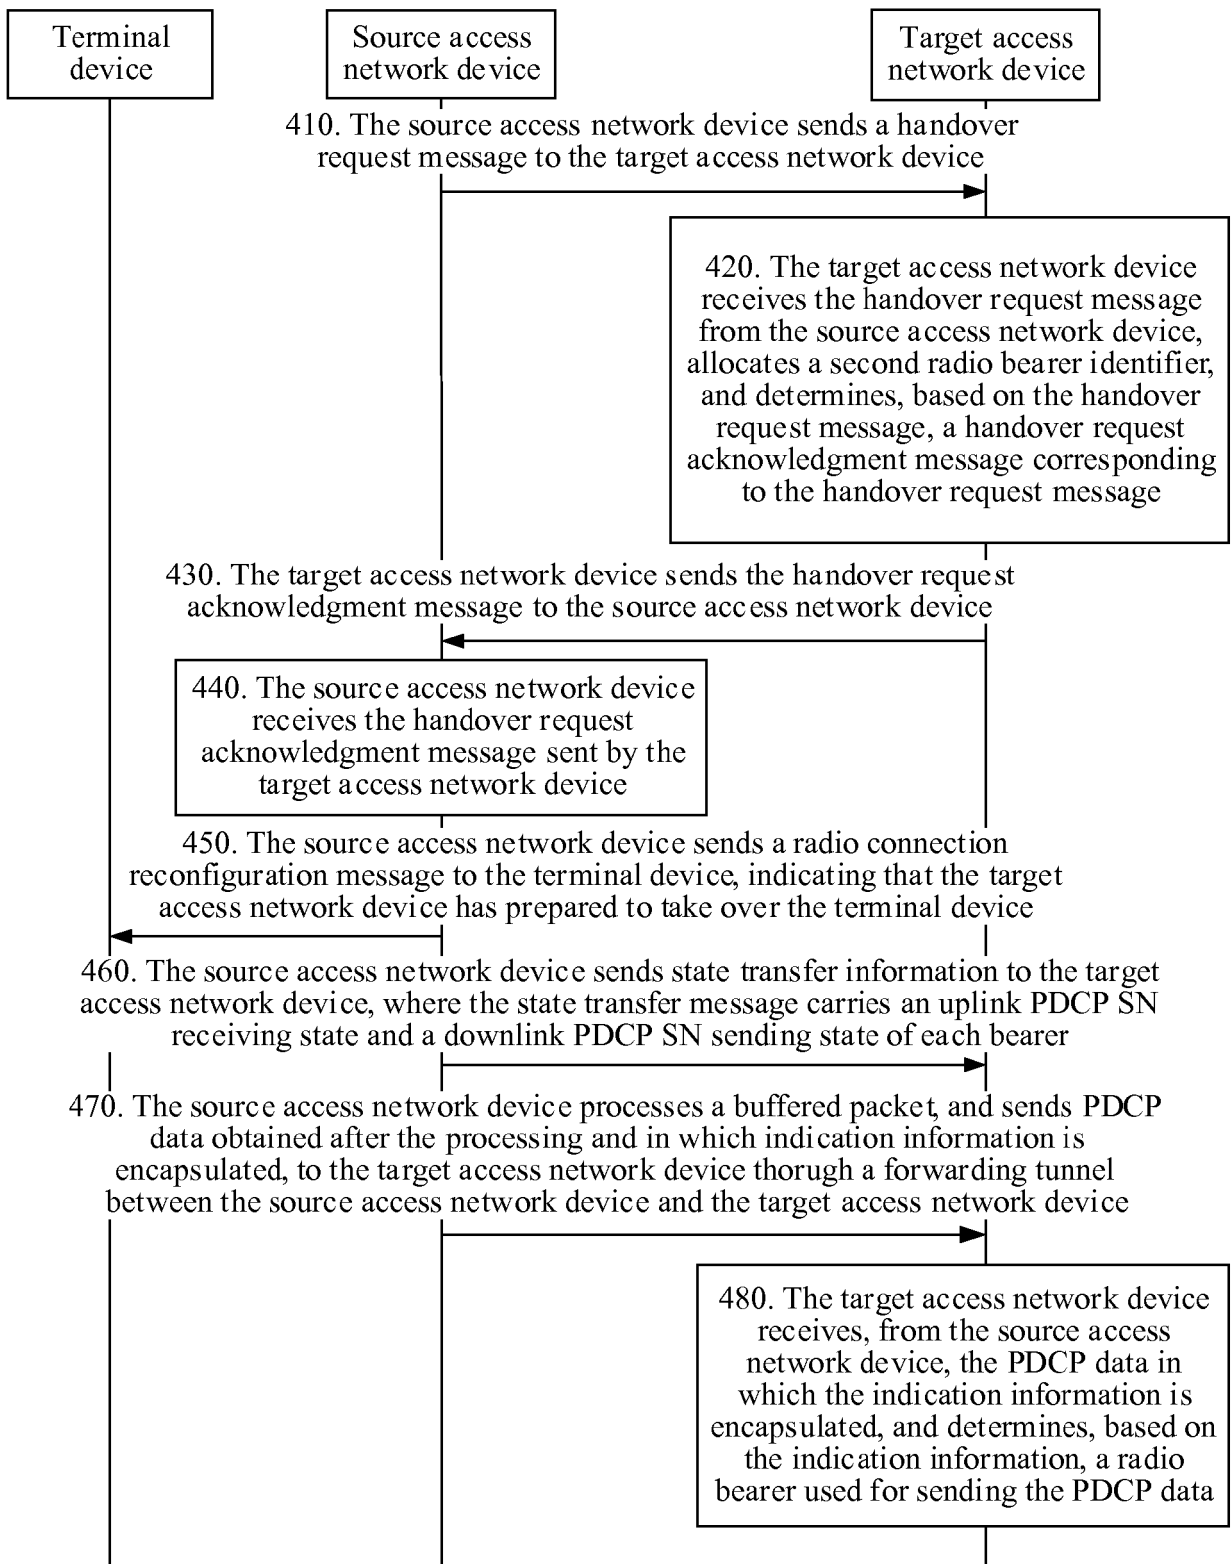 Terminal
device
Source access
network device
Target access
network device
410. The source access network device sends a handover
request message to the target access network device
420. The target access network device
receives the handover request message
from the source access network device,
allocates a second radio bearer identifier,
and determines, based on the handover
request message, a handover request
acknowledgment message corresponding
to the handover request message
430. The target access network device sends the handover request
acknowledgment message to the source access network device
440. The source access network device
receives the handover request
acknowledgment message sent by the
target access network device
450. The source access network device sends a radio connection
reconfiguration message to the terminal device, indicating that the target
access network device has prepared to take over the terminal device
460. The source access network device sends state transfer information to the target
access network device, where the state transfer message carries an uplink PDCP SN
receiving state and a downlink PDCP SN sending state of each bearer
470. The source access network device processes a buffered packet, and sends PDCP
data obtained after the processing and in which indication information is
encapsulated, to the target access network device thorugh a forwarding tunnel
between the source access network device and the target access network device
480. The target access network device
receives, from the source access
network device, the PDCP data in
which the indication information is
encapsulated, and determines, based on
the indication information, a radio
bearer used for sending the PDCP data